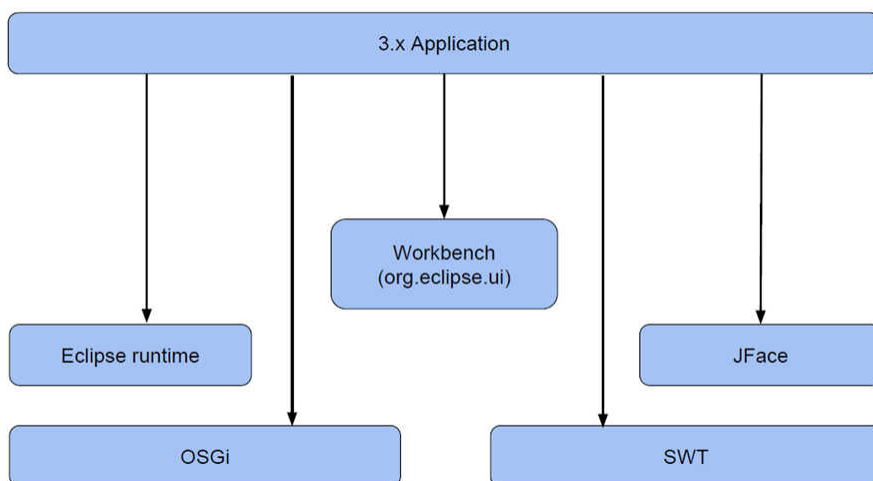 3.x Application
Workbench
(org.eclipse.ui)
Eclipse runtime
JFace
OSGi
SWT